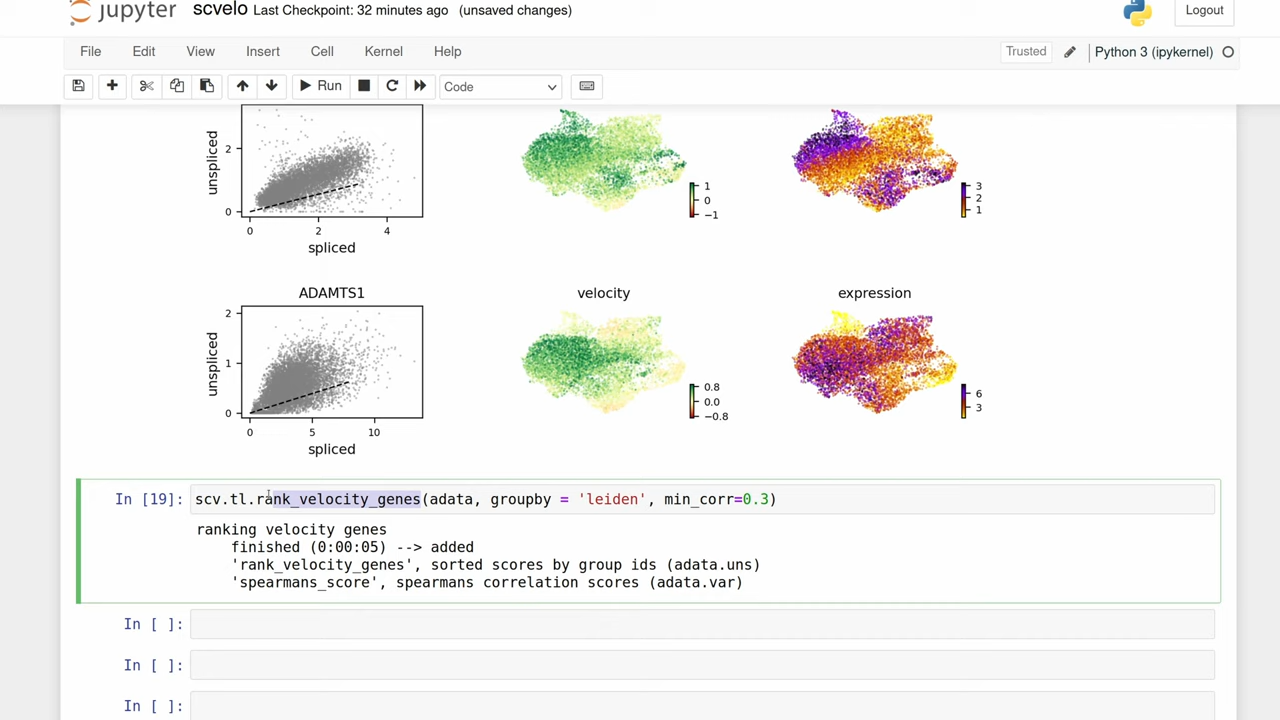 jupyter scvelo Last Checkpoint: 32 minutes ago (unsaved changes) Logout
File Edit View Insert Cell Kernel Help Trusted Python 3 (ipykernel)
Run Code
unspliced
2
0
0 2 4
spliced
1
0
−1
3
2
1
ADAMTS1 velocity expression
unspliced
2
1
0
0 5 10
spliced
0.8
0.0
−0.8
6
3
In [19]: scv.tl.rank_velocity_genes(adata, groupby = 'leiden', min_corr=0.3)
ranking velocity genes
finished (0:00:05) --> added
'rank_velocity_genes', sorted scores by group ids (adata.uns)
'spearmans_score', spearmans correlation scores (adata.var)
In [ ]:
In [ ]:
In [ ]: